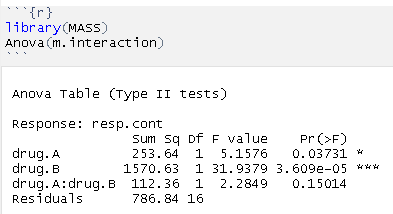 ```{r}
library(MASS)
Anova(m.interaction)
```
Anova Table (Type II tests)
Response: resp.cont
Sum Sq Df F value Pr(>F)
drug.A 253.64 1 5.1576 0.03731 *
drug.B 1570.63 1 31.9379 3.609e-05 ***
drug.A:drug.B 112.36 1 2.2849 0.15014
Residuals 786.84 16